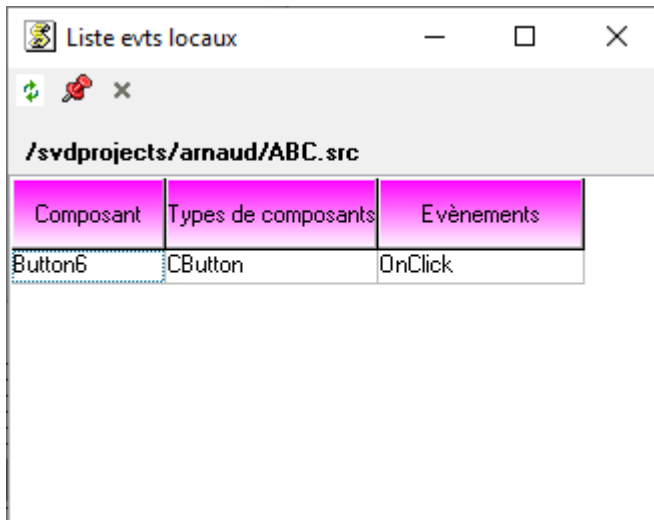 Liste evts locaux
/svdprojects/arnaud/ABC.src
Composant Types de composants Evènements
Button6 CButton OnClick